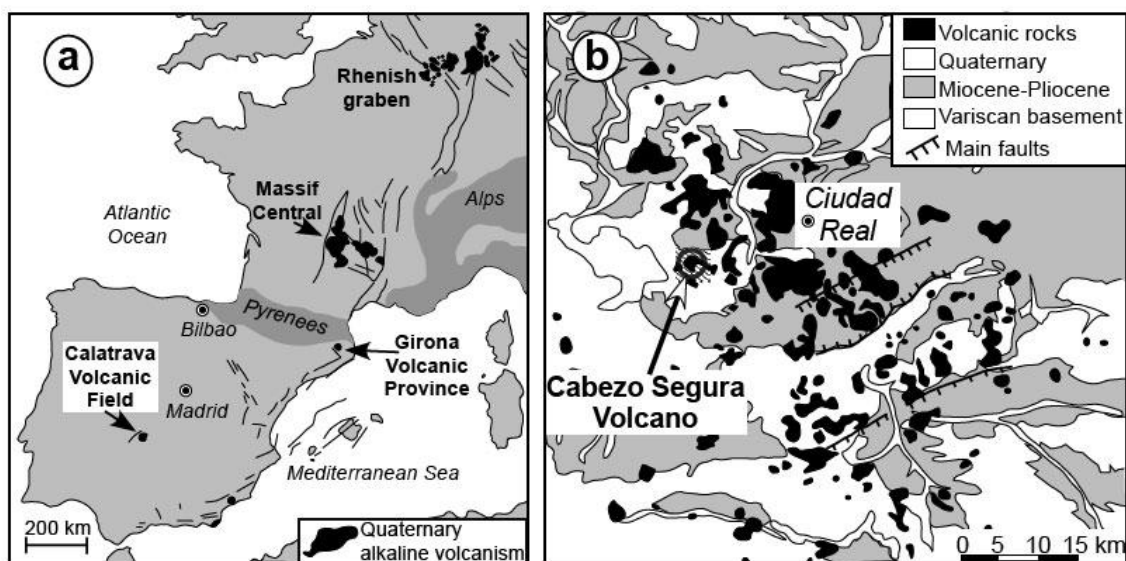 a
Rhenish
graben
Massif
Central
Alps
Atlantic
Ocean
Pyrenees
Bilbao
Girona
Volcanic
Province
Calatrava
Volcanic
Field
Madrid
Mediterranean Sea
200 km
Quaternary
alkaline volcanism
b
Volcanic rocks
Quaternary
Miocene-Pliocene
Variscan basement
Main faults
Ciudad
Real
Cabezo Segura
Volcano
0 5 10 15 km